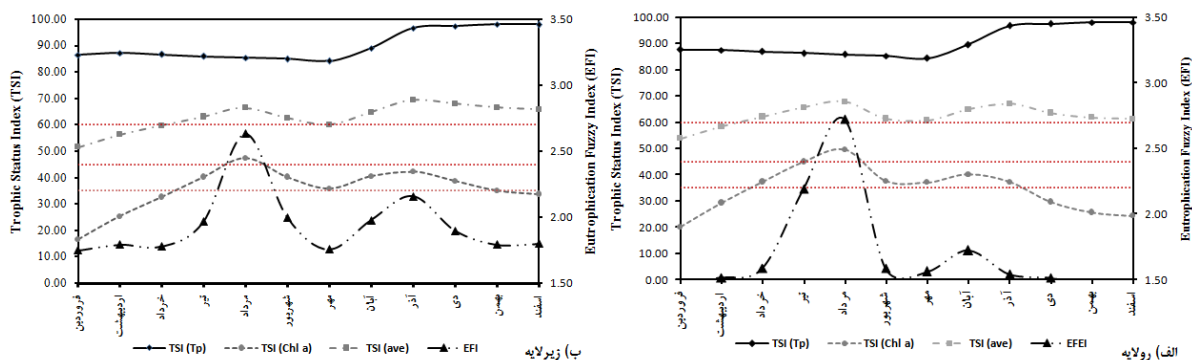 100.00
90.00
80.00
70.00
60.00
50.00
40.00
30.00
20.00
10.00
0.00
Trophic Status Index (TSI)
3.50
3.00
2.50
2.00
1.50
Eutrophication Fuzzy Index (EFI)
فروردین
اردیبهشت
خرداد
تیر
مرداد
شهریور
مهر
آبان
آذر
دی
بهمن
اسفند
TSI (Tp) TSI (Chl a) TSI (ave) EFI
ب) زیرلایه
100.00
90.00
80.00
70.00
60.00
50.00
40.00
30.00
20.00
10.00
0.00
Trophic Status Index (TSI)
3.50
3.00
2.50
2.00
1.50
Eutrophication Fuzzy Index (EFI)
فروردین
اردیبهشت
خرداد
تیر
مرداد
شهریور
مهر
آبان
آذر
دی
بهمن
اسفند
TSI (Tp) TSI (Chl a) TSI (ave) EFEI
الف) رولایه